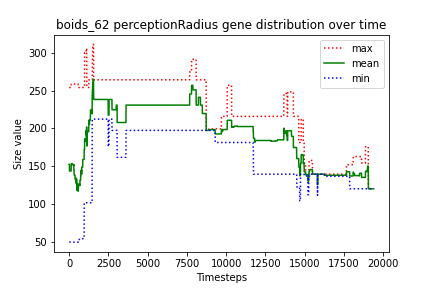 boids_62 perceptionRadius gene distribution over time
max
mean
min
Size value
300
250
200
150
100
50
0
2500
5000
7500
10000
12500
15000
17500
20000
Timesteps